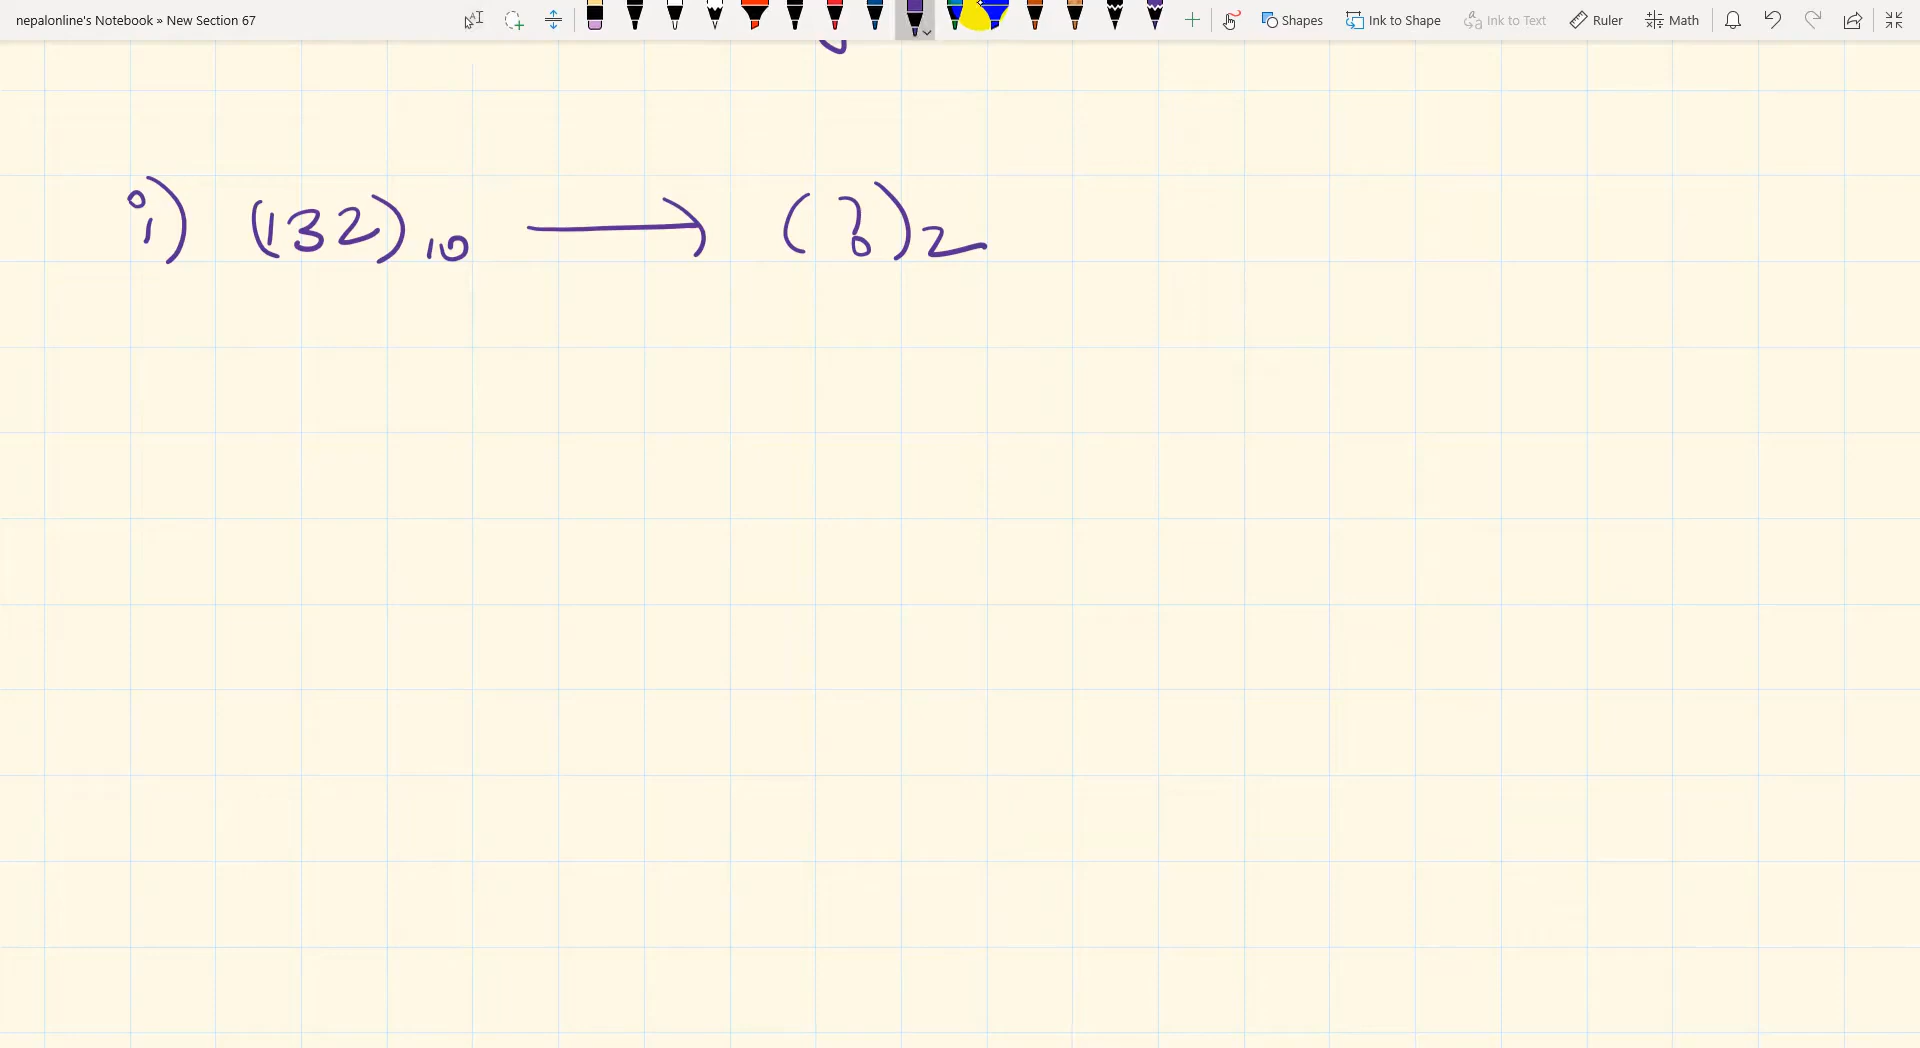 nepalonline's Notebook » New Section 67
Shapes Ink to Shape Ink to Text Ruler Math
i) (132)10 → (?)2